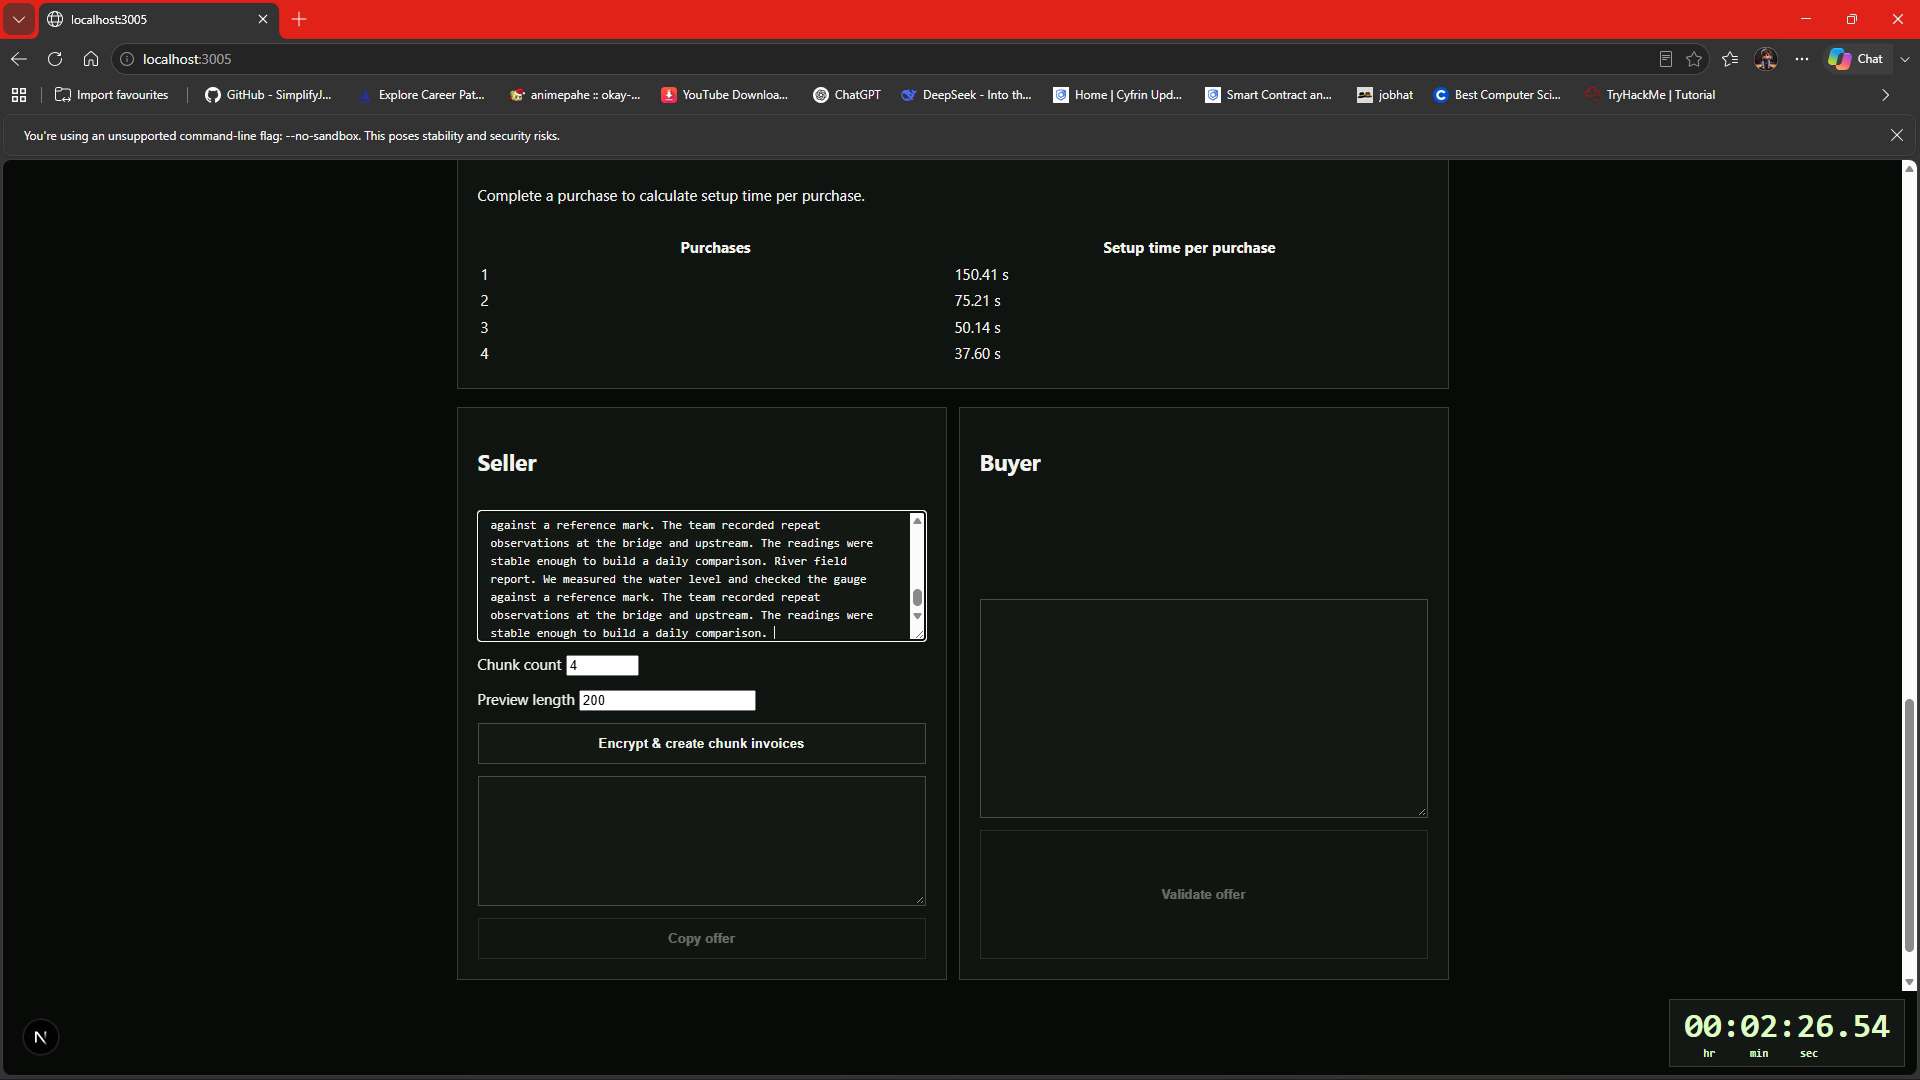 localhost:3005
localhost:3005
Chat
Import favourites
GitHub - SimplifyJ...
Explore Career Pat...
animepahe :: okay-...
YouTube Downloa...
ChatGPT
DeepSeek - Into th...
Home | Cyfrin Upd...
Smart Contract an...
jobhat
Best Computer Sci...
TryHackMe | Tutorial
You're using an unsupported command-line flag: --no-sandbox. This poses stability and security risks.
Complete a purchase to calculate setup time per purchase.
Purchases Setup time per purchase
1 150.41 s
2 75.21 s
3 50.14 s
4 37.60 s
Seller
against a reference mark. The team recorded repeat
observations at the bridge and upstream. The readings were
stable enough to build a daily comparison. River field
report. We measured the water level and checked the gauge
against a reference mark. The team recorded repeat
observations at the bridge and upstream. The readings were
stable enough to build a daily comparison.
Chunk count 4
Preview length 200
Encrypt & create chunk invoices
Copy offer
Buyer
Validate offer
N
00:02:26.54
hr min sec